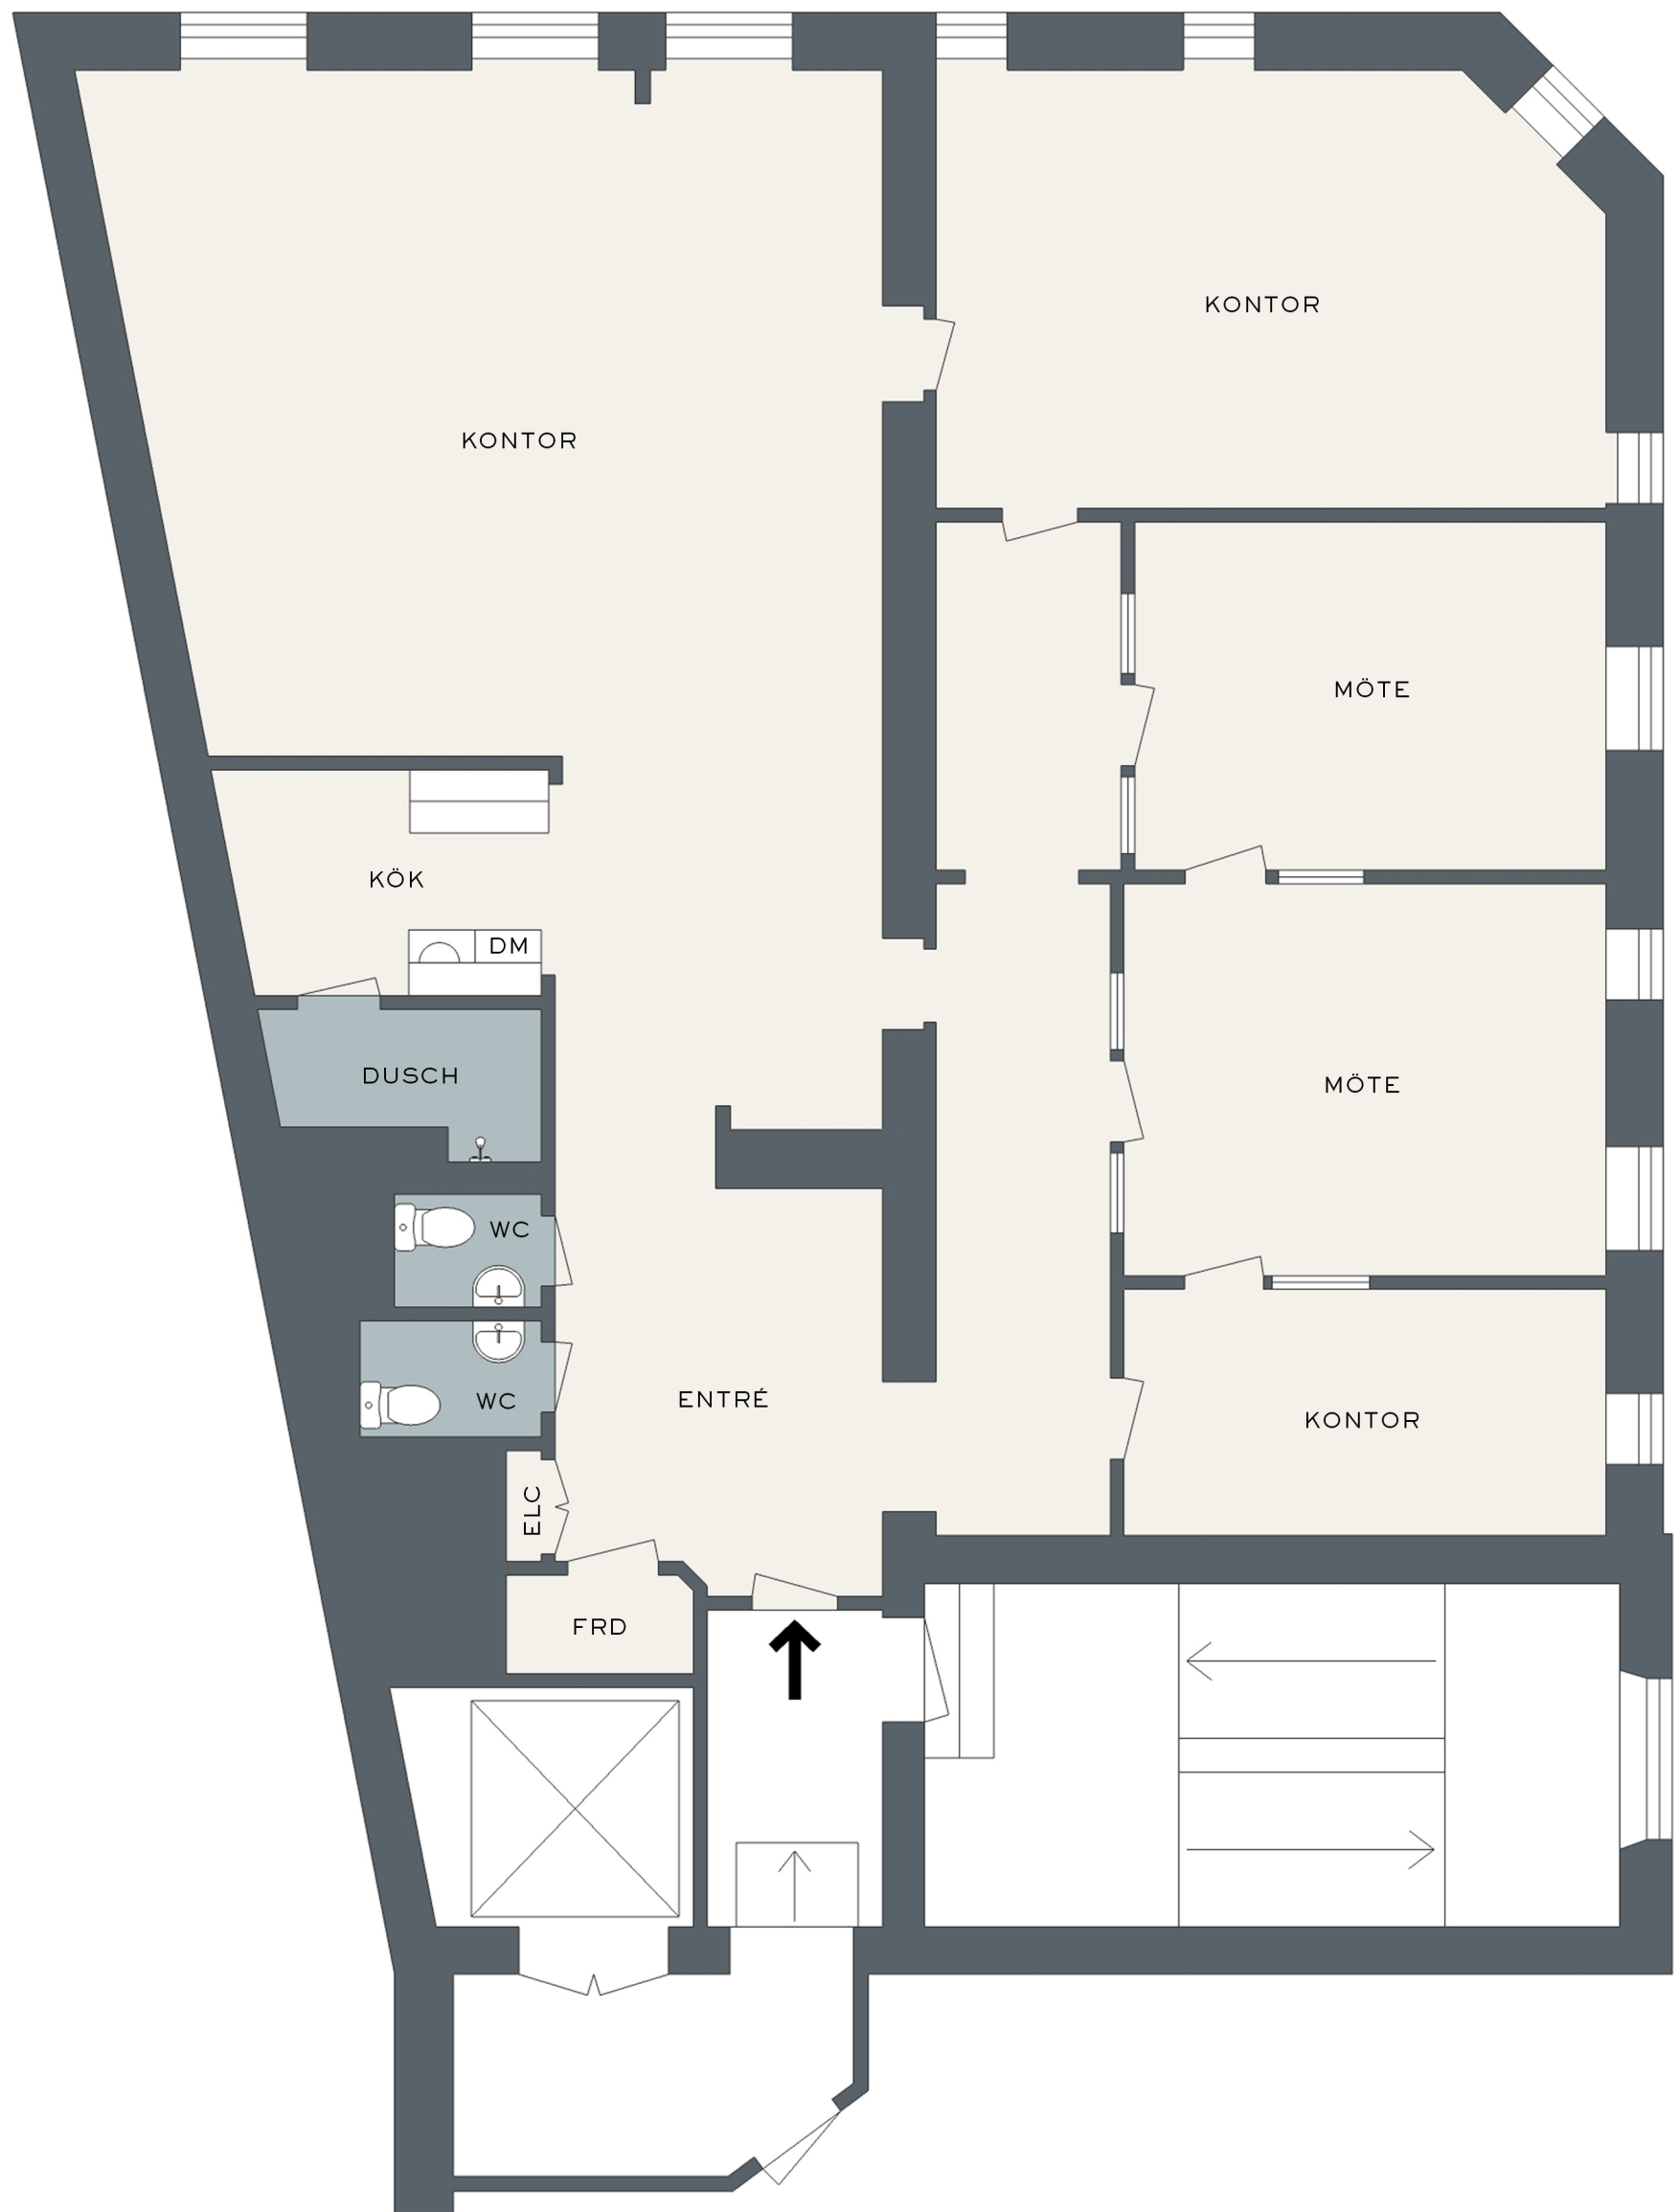 KONTOR
KONTOR
MÖTE
KÖK
DM
DUSCH
MÖTE
WC
WC
ENTRÉ
KONTOR
ELC
FRD